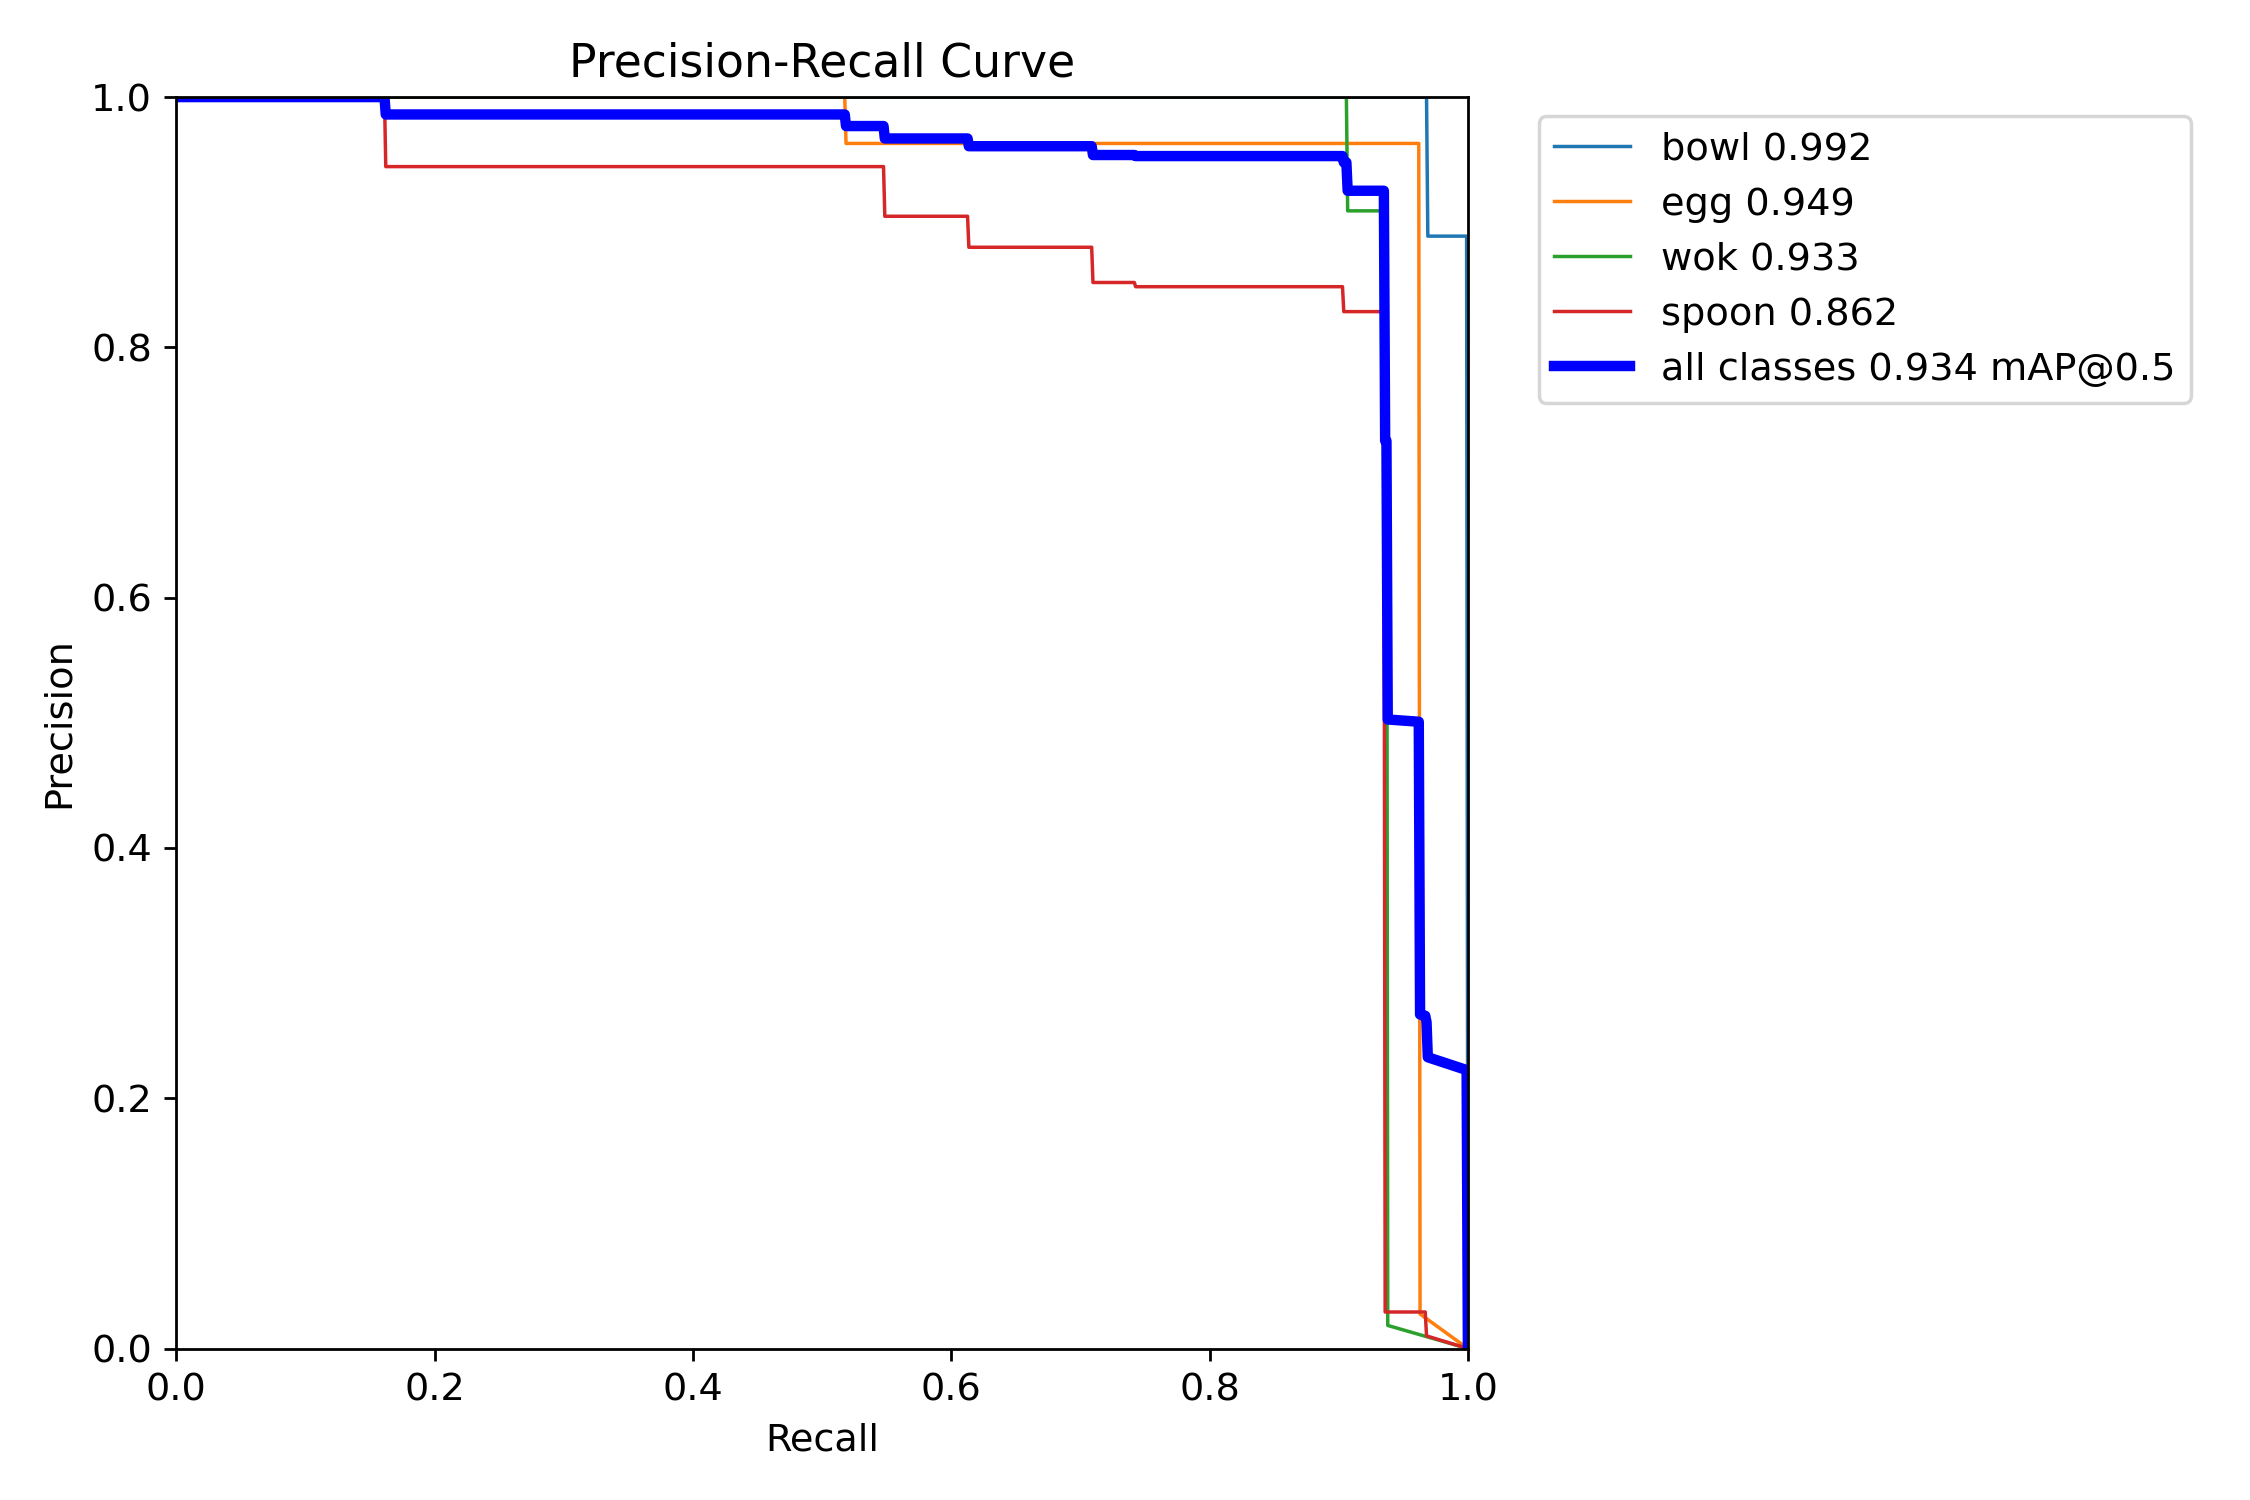 Precision-Recall Curve
1.0
0.8
0.6
0.4
0.2
0.0
Precision
0.0 0.2 0.4 0.6 0.8 1.0
Recall
bowl 0.992
egg 0.949
wok 0.933
spoon 0.862
all classes 0.934 mAP@0.5